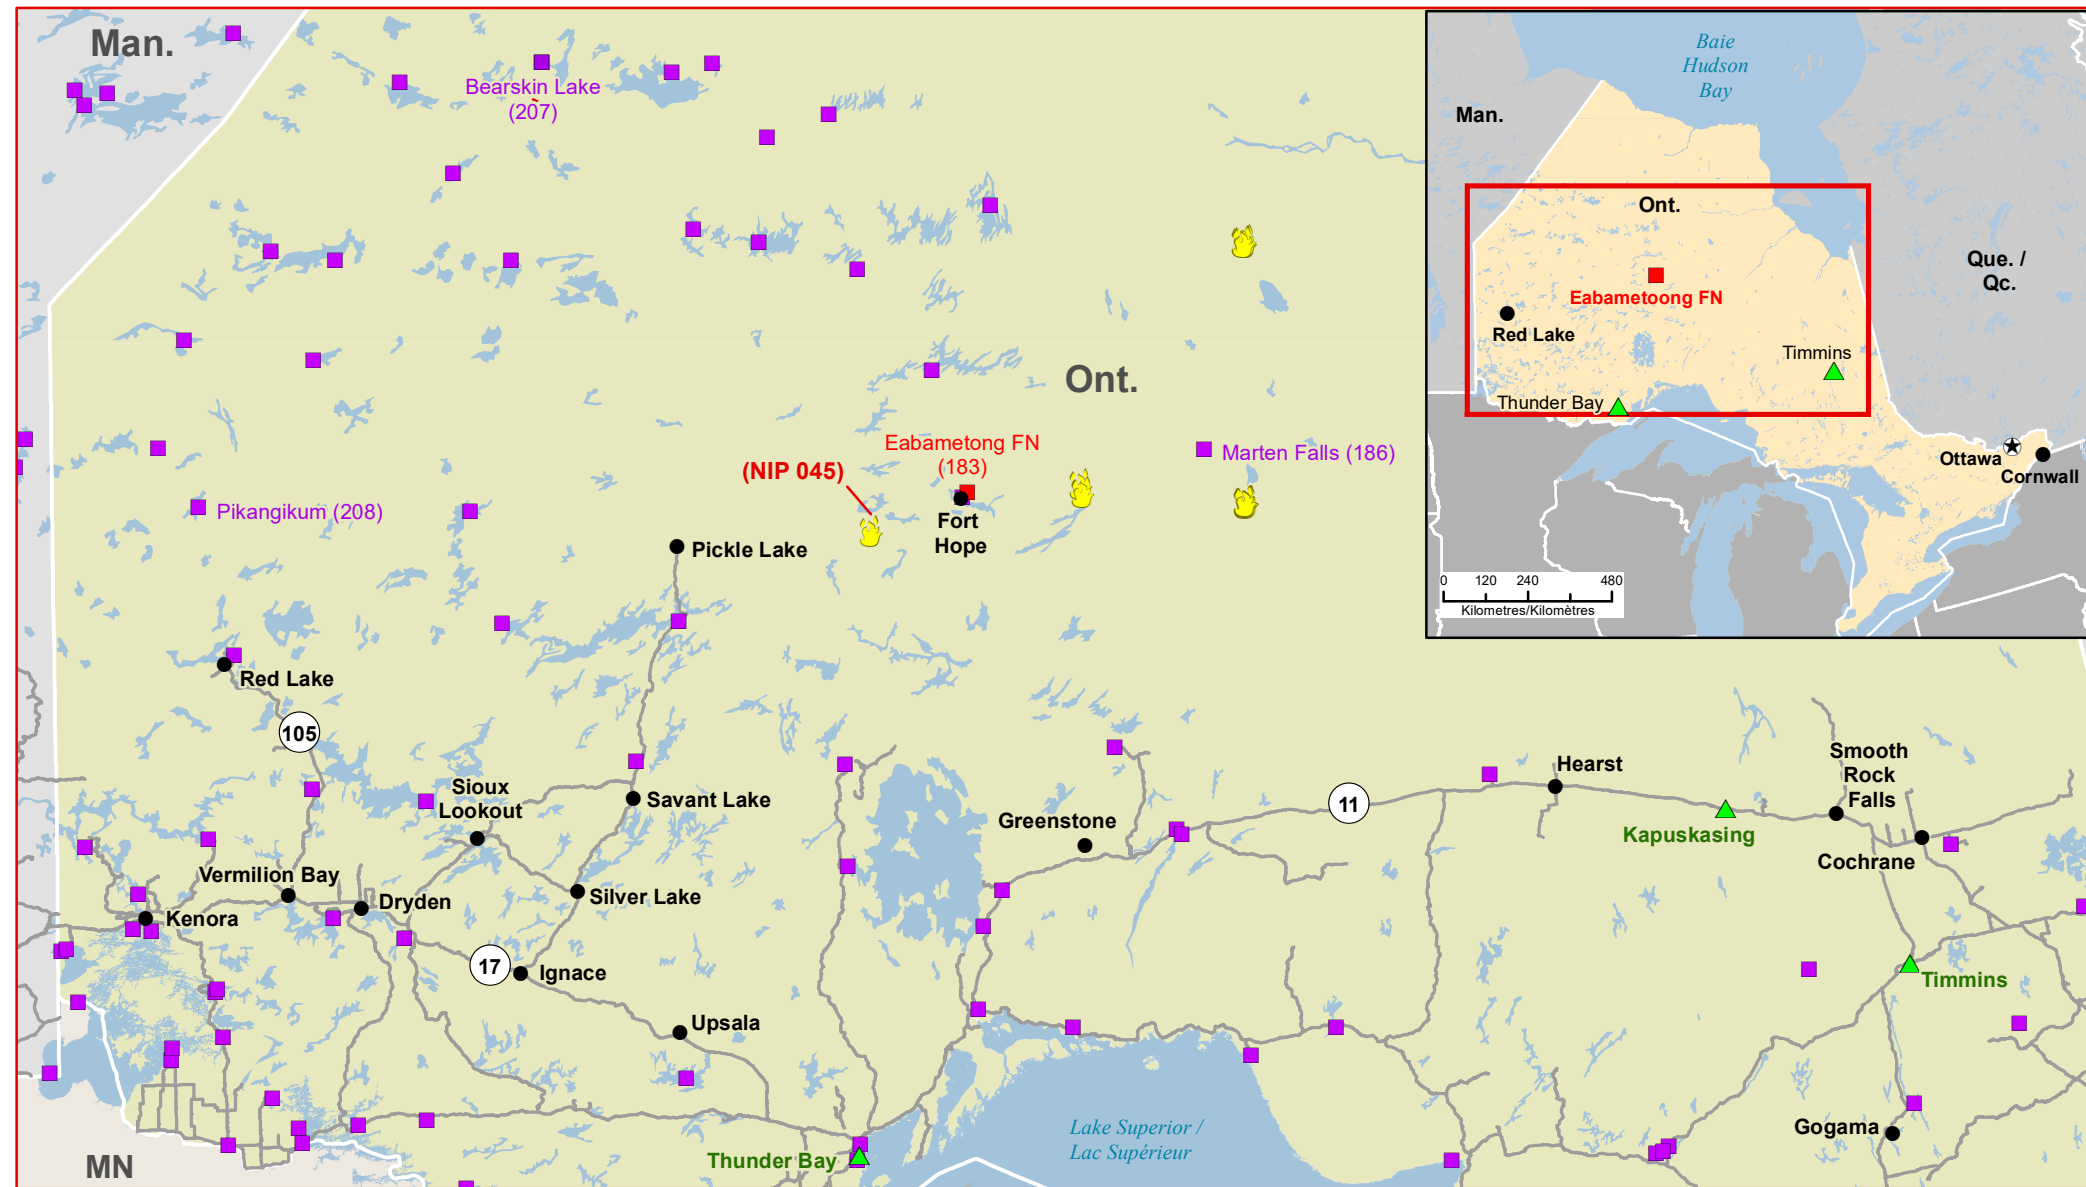 Man.
Bearskin Lake
(207)
Baie
Hudson
Bay
Man.
Ont.
Que. /
Qc.
Eabametoong FN
Red Lake
Timmins
Thunder Bay
Ottawa
Cornwall
0 120 240 480
Kilometres/Kilomètres
Ont.
Eabametong FN
(183)
(NIP 045)
Marten Falls (186)
Pikangikum (208)
Fort
Hope
Pickle Lake
Red Lake
105
Sioux
Lookout
Savant Lake
Greenstone
11
Hearst
Smooth
Rock
Falls
Kapuskasing
Cochrane
Vermilion Bay
Dryden
Silver Lake
Kenora
17
Ignace
Timmins
Upsala
Lake Superior /
Lac Supérieur
Gogama
Thunder Bay
MN